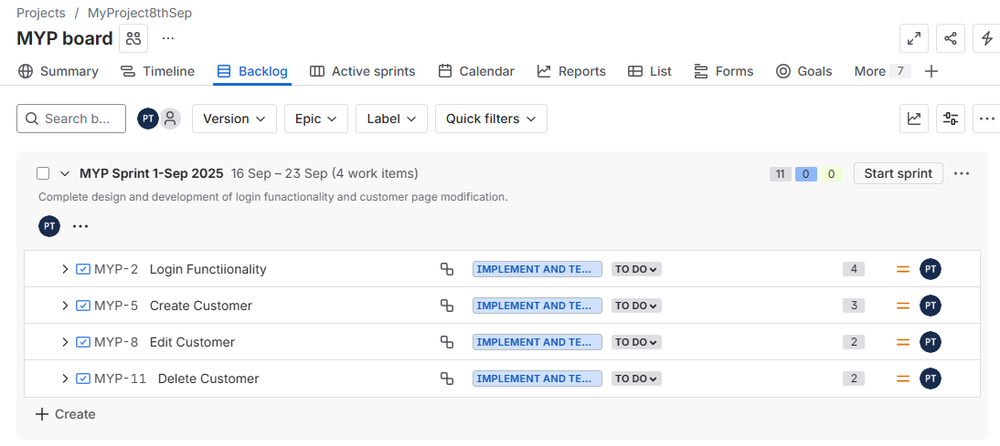 Projects / MyProject8thSep
MYP board
Summary Timeline Backlog Active sprints Calendar Reports List Forms Goals More 7
Search b... PT Version Epic Label Quick filters
MYP Sprint 1-Sep 2025 16 Sep – 23 Sep (4 work items) 11 0 0 Start sprint
Complete design and development of login funactionality and customer page modification.
PT
MYP-2 Login Functiionality IMPLEMENT AND TE... TO DO 4 PT
MYP-5 Create Customer IMPLEMENT AND TE... TO DO 3 PT
MYP-8 Edit Customer IMPLEMENT AND TE... TO DO 2 PT
MYP-11 Delete Customer IMPLEMENT AND TE... TO DO 2 PT
Create